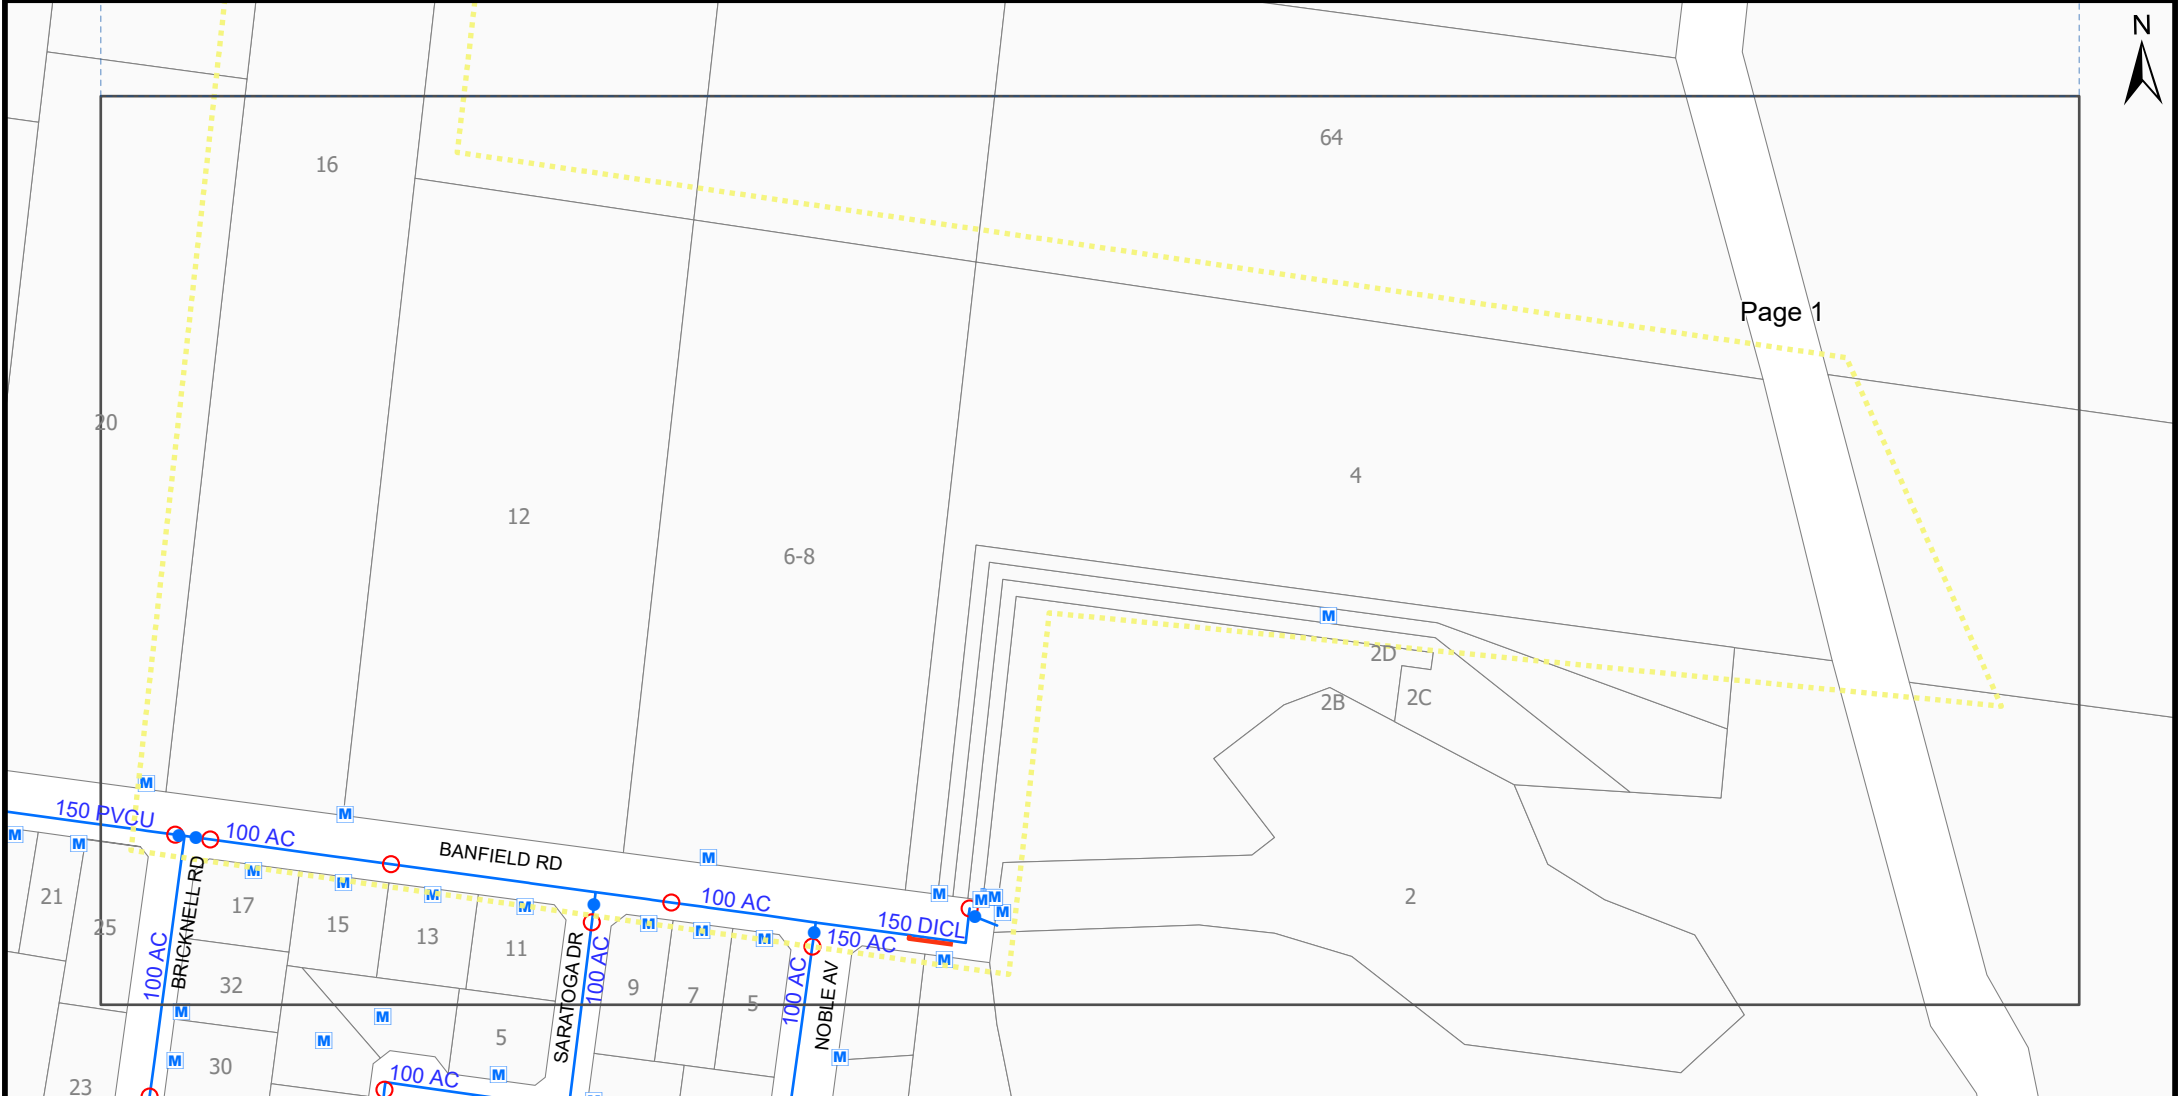 N
64
16
Page 1
20
4
12
6-8
M
2D
2C
2B
M
150 PVCU
M
100 AC
M
M
BANFIELD RD
M
M
M
M
M
M
M
M
M
100 AC
21
17
2
M
150 DICL
M
M
M
25
15
13
11
150 AC
M
BRICKNELL RD
100 AC
SARATOGA DR
100 AC
100 AC
NOBLE AV
32
9
7
5
M
M
M
5
M
M
30
100 AC
M
23
M